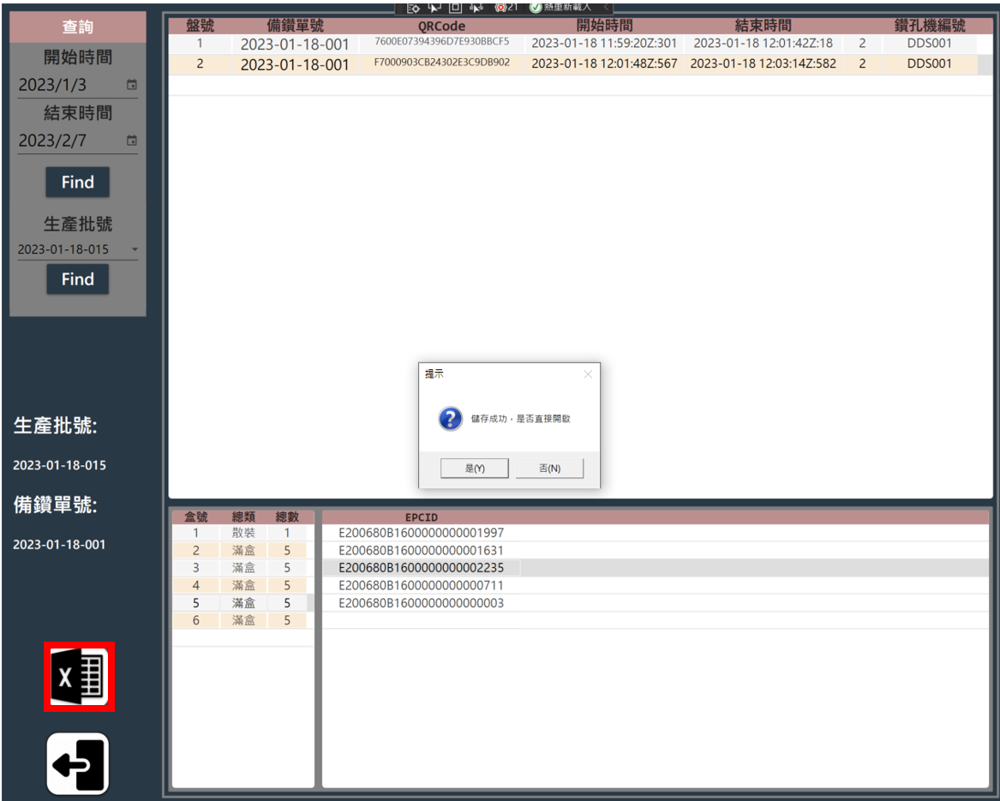 21 熱重新載入
查詢
開始時間
2023/1/3
結束時間
2023/2/7
Find
生產批號
2023-01-18-015
Find
生產批號:
2023-01-18-015
備鑽單號:
2023-01-18-001
X
盤號 備鑽單號 QRCode 開始時間 結束時間 鑽孔機編號
1 2023-01-18-001 7600E07394396D7E930BBCF5 2023-01-18 11:59:20Z:301 2023-01-18 12:01:42Z:18 2 DDS001
2 2023-01-18-001 F7000903CB24302E3C9DB902 2023-01-18 12:01:48Z:567 2023-01-18 12:03:14Z:582 2 DDS001
提示
儲存成功，是否直接開啟
是(Y) 否(N)
盒號 總類 總數
1 散裝 1
2 滿盒 5
3 滿盒 5
4 滿盒 5
5 滿盒 5
6 滿盒 5
EPCID
E200680B1600000000001997
E200680B1600000000001631
E200680B1600000000002235
E200680B1600000000000711
E200680B1600000000000003